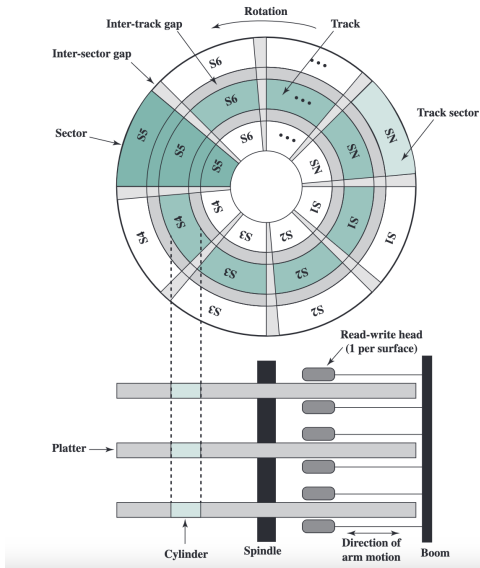 Rotation
Inter-track gap
Track
Inter-sector gap
S6
•••
S6
•••
Track sector
S6
•••
Sector
S5
S5
S5
SN
SN
SN
S4
S4
S4
S1
S1
S1
S3
S2
S3
S2
S3
S2
Read-write head
(1 per surface)
Platter
Cylinder
Spindle
Direction of
arm motion
Boom